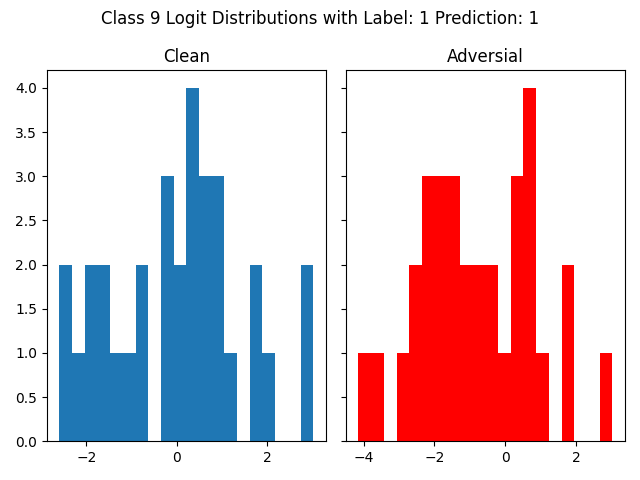 Class 9 Logit Distributions with Label: 1 Prediction: 1
Clean
Adversial
4.0
3.5
3.0
2.5
2.0
1.5
1.0
0.5
0.0
−2 0 2
−4 −2 0 2